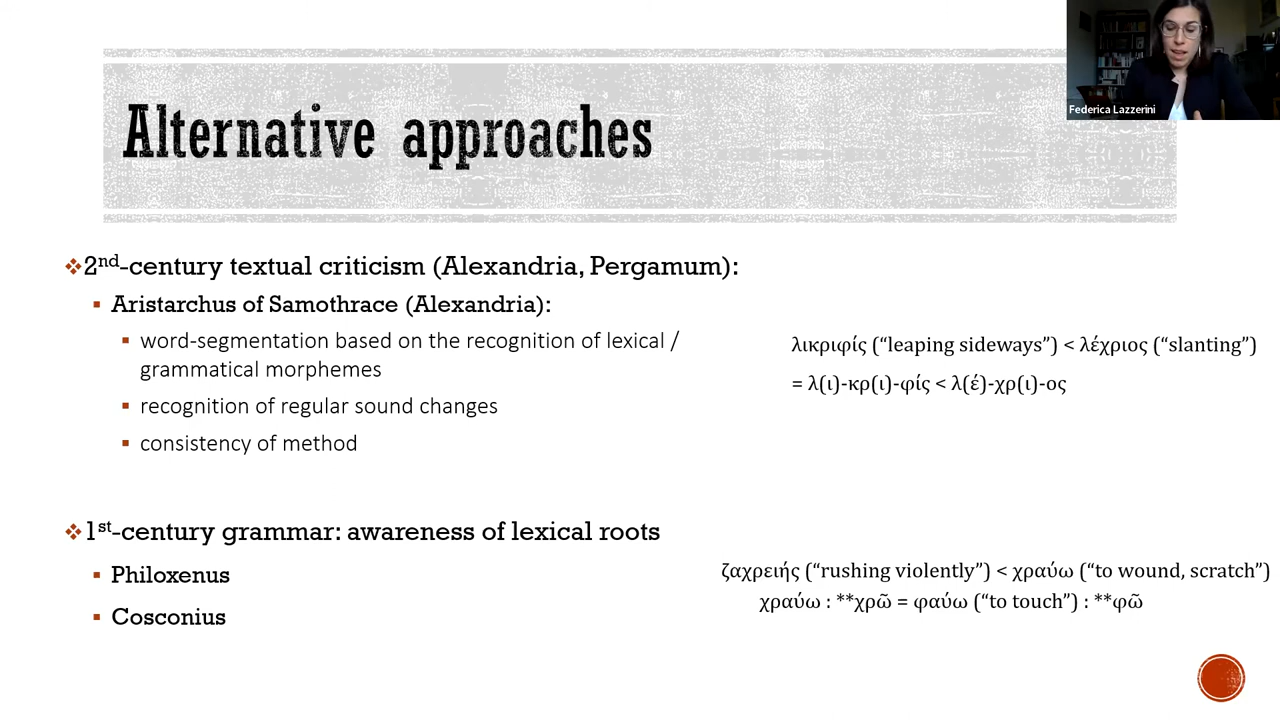 Federica Lazzerini
Alternative approaches
2nd-century textual criticism (Alexandria, Pergamum):
Aristarchus of Samothrace (Alexandria):
word-segmentation based on the recognition of lexical /
grammatical morphemes
recognition of regular sound changes
consistency of method
λικριφίς (“leaping sideways”) < λέχριος (“slanting”)
= λ(ι)-κρ(ι)-φίς < λ(έ)-χρ(ι)-ος
1st-century grammar: awareness of lexical roots
Philoxenus
Cosconius
ζαχρειής (“rushing violently”) < χραύω (“to wound, scratch”)
χραύω : **χρῶ = φαύω (“to touch”) : **φῶ